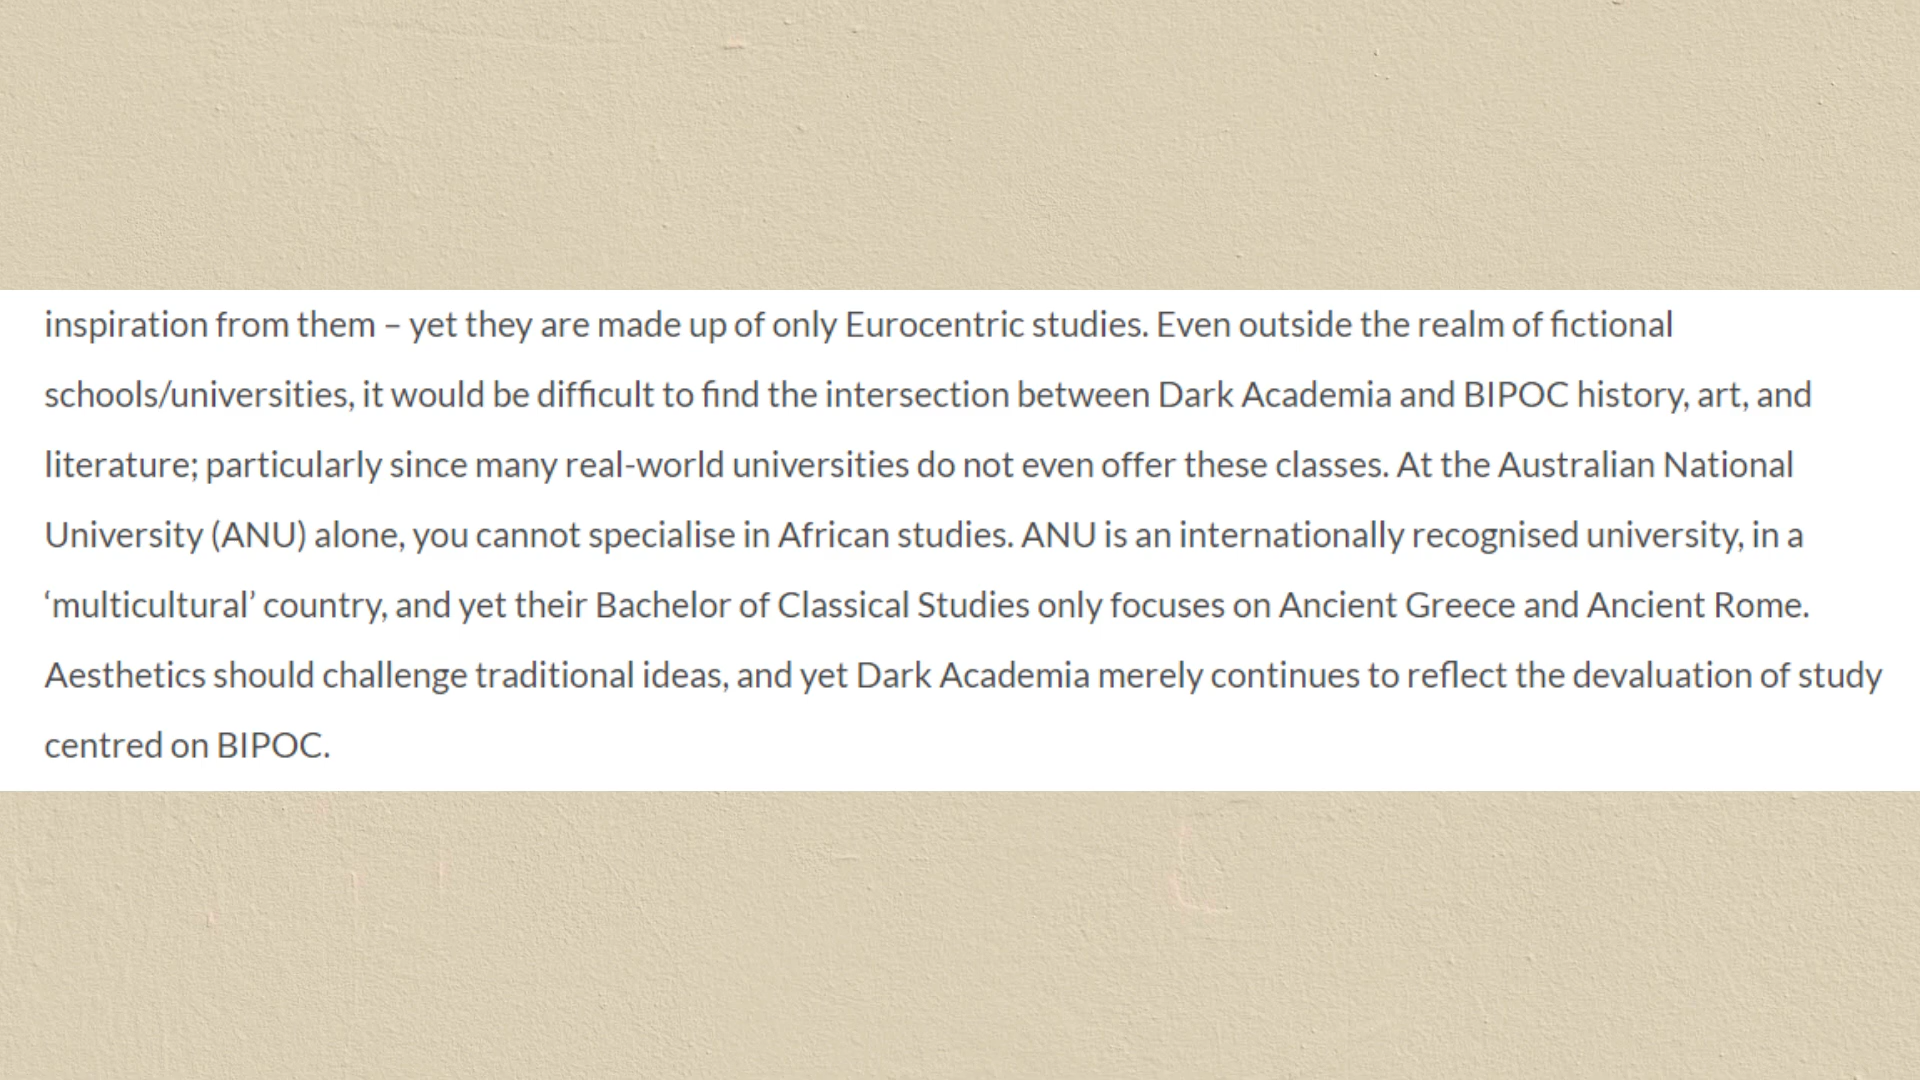 inspiration from them – yet they are made up of only Eurocentric studies. Even outside the realm of fictional
schools/universities, it would be difficult to find the intersection between Dark Academia and BIPOC history, art, and
literature; particularly since many real-world universities do not even offer these classes. At the Australian National
University (ANU) alone, you cannot specialise in African studies. ANU is an internationally recognised university, in a
‘multicultural’ country, and yet their Bachelor of Classical Studies only focuses on Ancient Greece and Ancient Rome.
Aesthetics should challenge traditional ideas, and yet Dark Academia merely continues to reflect the devaluation of study
centred on BIPOC.